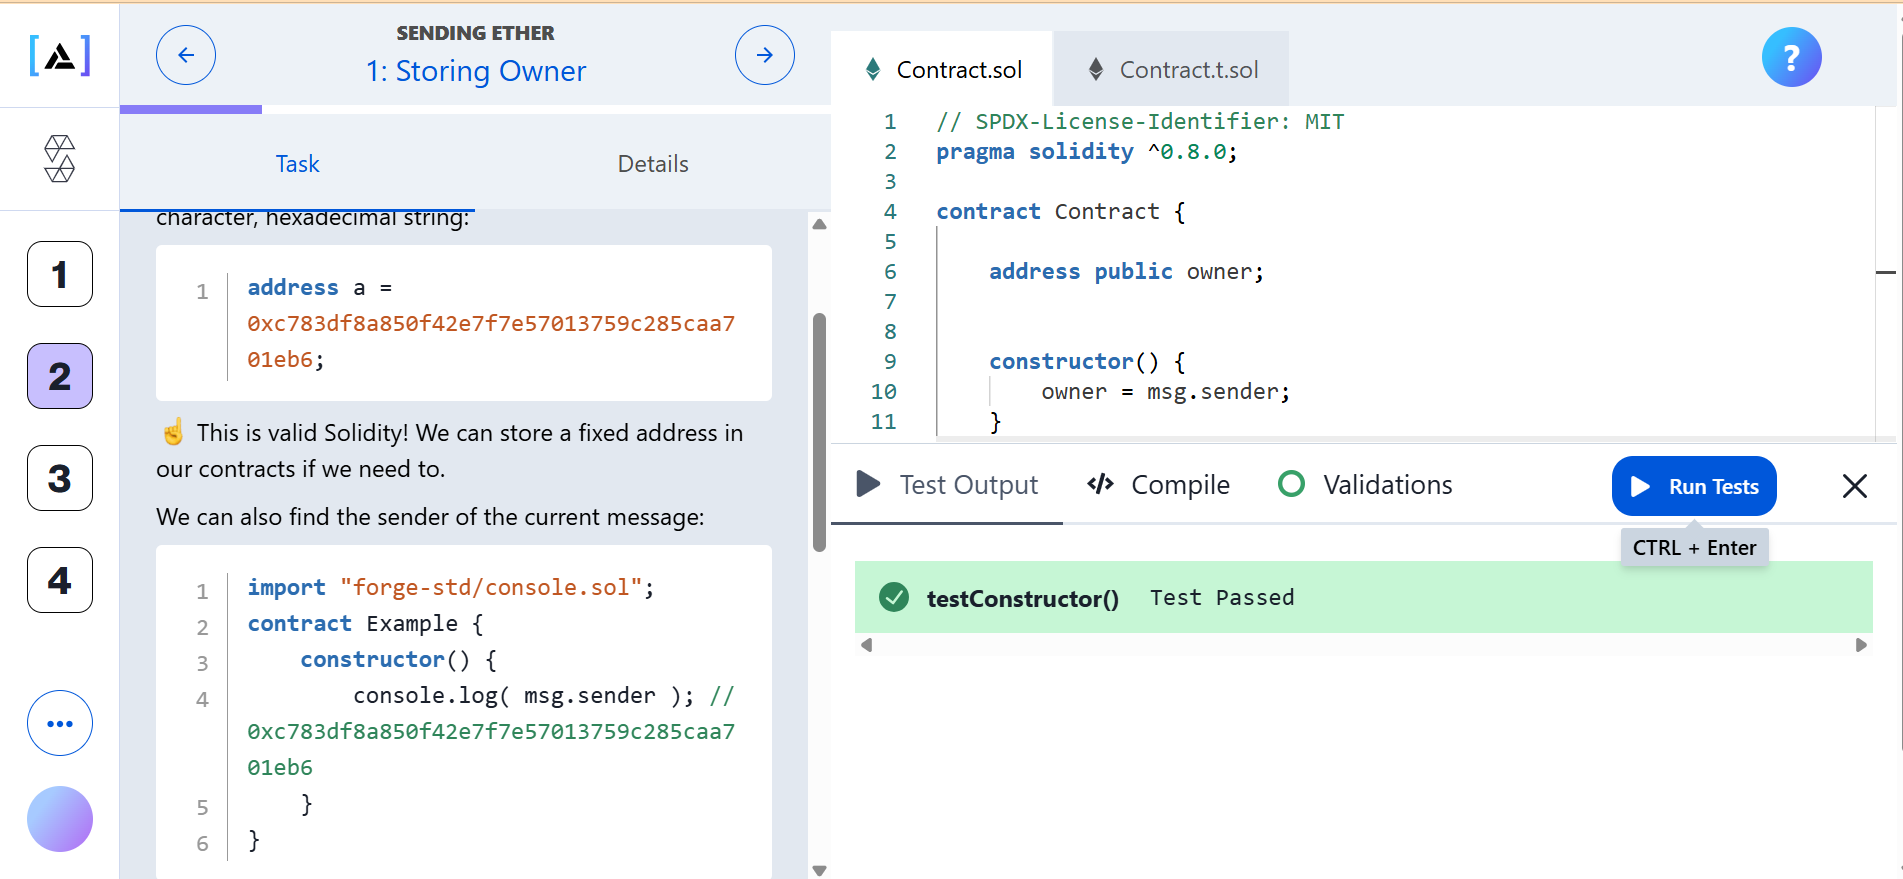 SENDING ETHER
1: Storing Owner
Task
Details
character, hexadecimal string:
1 address a =
0xc783df8a850f42e7f7e57013759c285caa7
01eb6;
☝ This is valid Solidity! We can store a fixed address in
our contracts if we need to.
We can also find the sender of the current message:
1 import "forge-std/console.sol";
2 contract Example {
3 constructor() {
4 console.log( msg.sender ); //
0xc783df8a850f42e7f7e57013759c285caa7
01eb6
5 }
6 }
1
2
3
4
Contract.sol
Contract.t.sol
?
1 // SPDX-License-Identifier: MIT
2 pragma solidity ^0.8.0;
3
4 contract Contract {
5
6 address public owner;
7
8
9 constructor() {
10 owner = msg.sender;
11 }
Test Output
Compile
Validations
Run Tests
CTRL + Enter
testConstructor() Test Passed